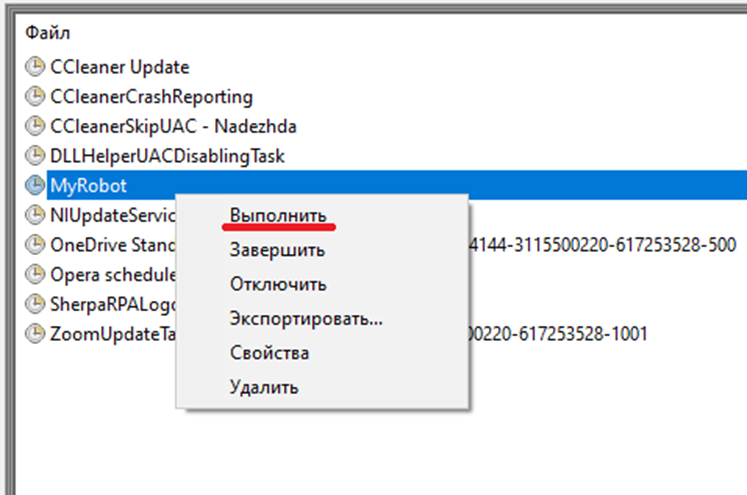 Файл
CCleaner Update
CCleanerCrashReporting
CCleanerSkipUAC - Nadezhda
DLLHelperUACDisablingTask
MyRobot
NIUpdateServic
OneDrive Stand 4144-3115500220-617253528-500
Opera schedule
SherpaRPALogo
ZoomUpdateTa 00220-617253528-1001
Выполнить
Завершить
Отключить
Экспортировать...
Свойства
Удалить